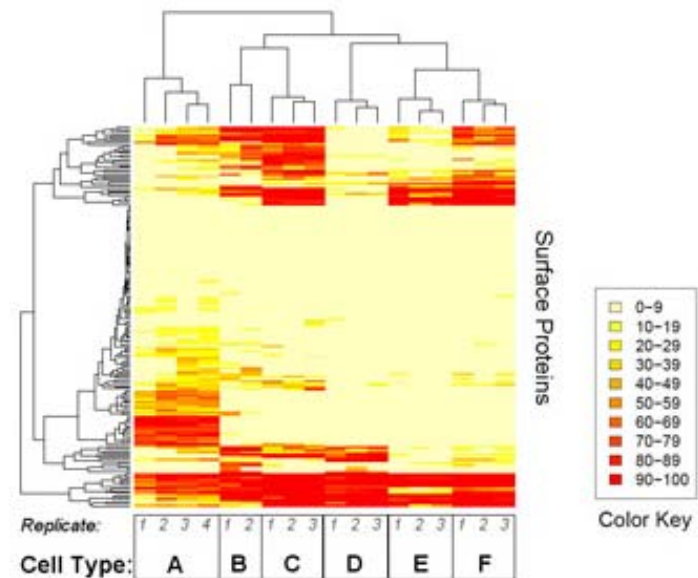 Surface Proteins
0-9
10-19
20-29
30-39
40-49
50-59
60-69
70-79
80-89
90-100
Color Key
Replicate: 1 2 3 4 1 2 1 2 3 1 2 3 1 2 3 1 2 3
Cell Type: A B C D E F